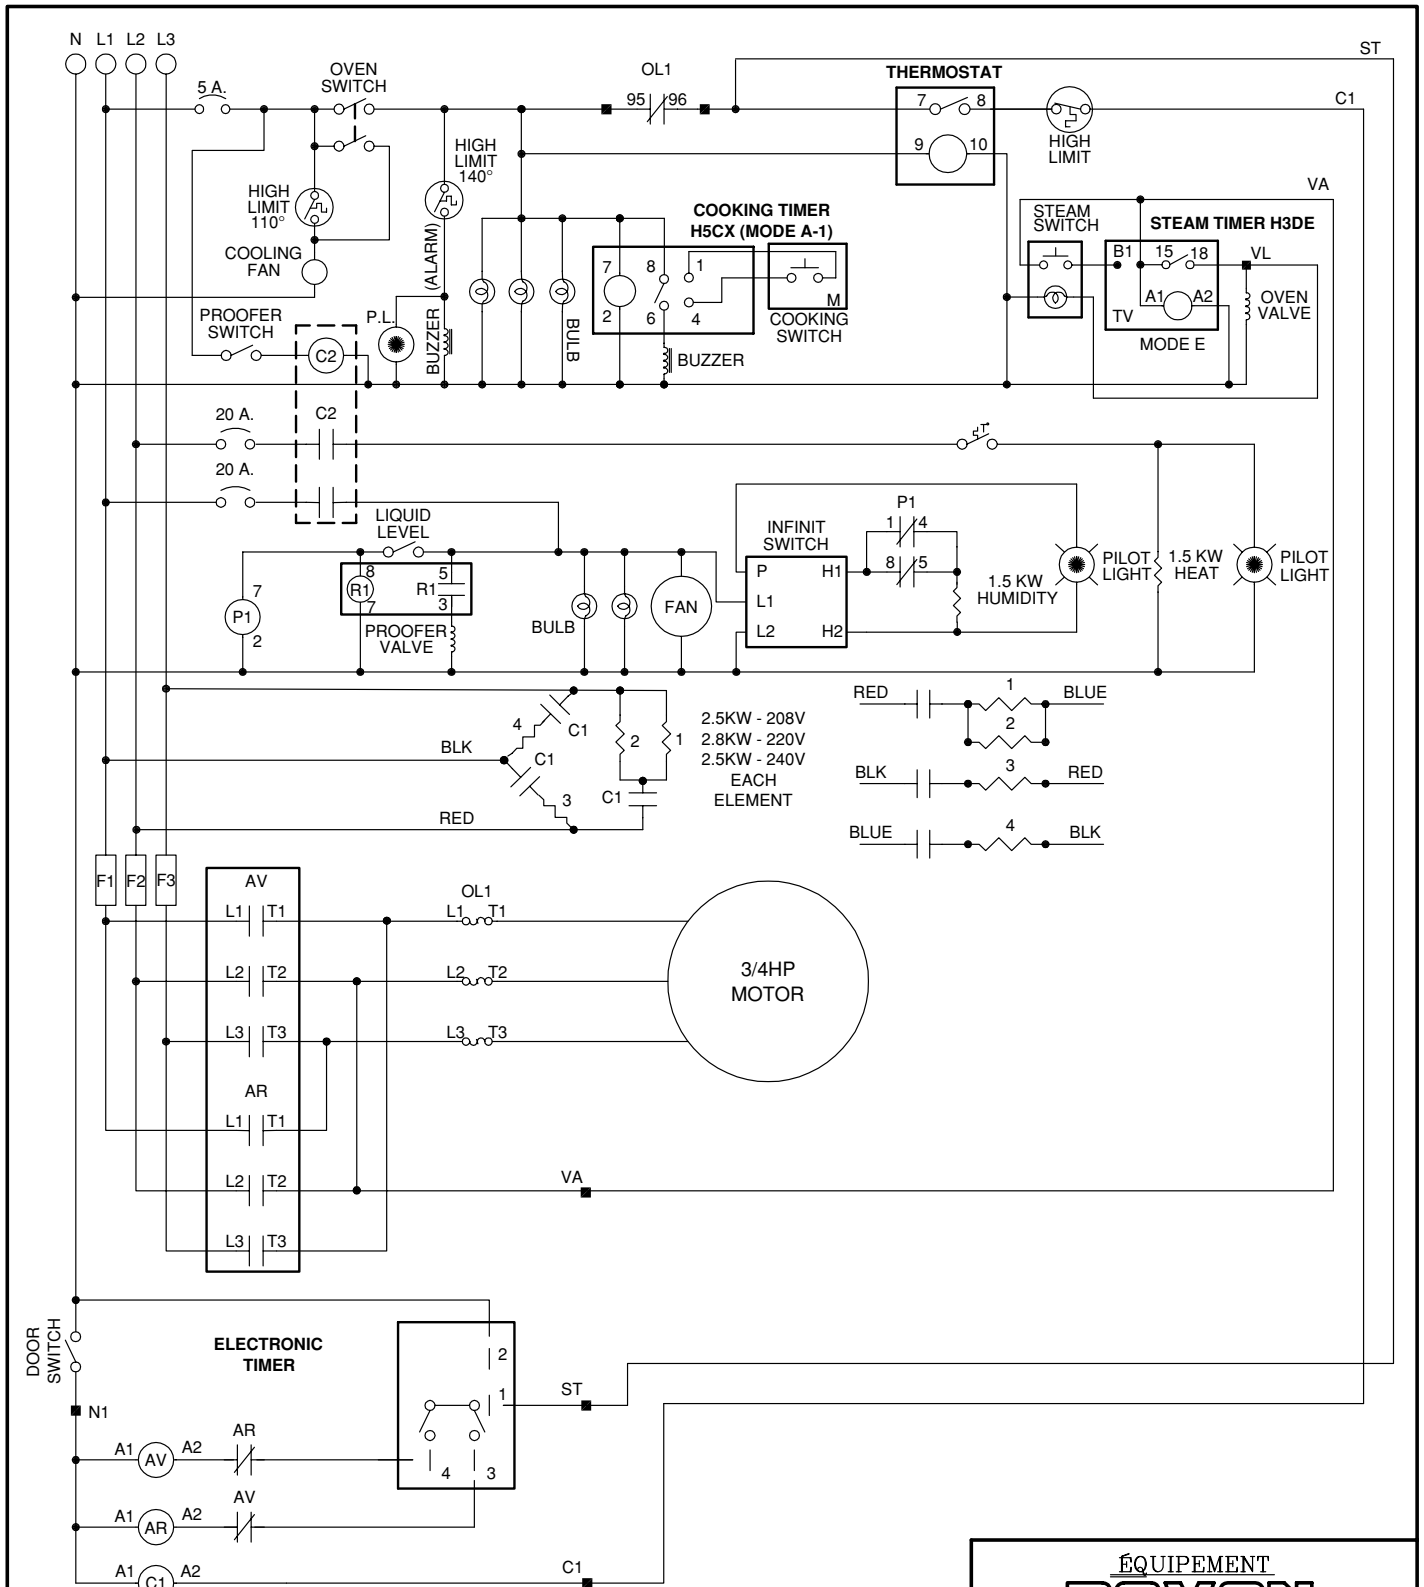 N L1 L2 L3
ST
5 A.
OVEN
SWITCH
OL1
95 96
THERMOSTAT
7 8
9 10
C1
HIGH
LIMIT
HIGH
LIMIT
140°
(ALARM)
HIGH
LIMIT
110°
COOLING
FAN
VA
COOKING TIMER
H5CX (MODE A-1)
7 8 1
2 6 4
M
COOKING
SWITCH
STEAM
SWITCH
STEAM TIMER H3DE
B1 15 18
VL
A1 A2
TV
OVEN
VALVE
MODE E
PROOFER
SWITCH
P.L.
C2
BUZZER
BULB
BUZZER
20 A.
C2
20 A.
T°
LIQUID
LEVEL
INFINIT
SWITCH
P1
1 4
8 5
P H1
L1
L2 H2
1.5 KW
HUMIDITY
PILOT
LIGHT
1.5 KW
HEAT
PILOT
LIGHT
7
P1
2
8
R1
7
5
R1
3
PROOFER
VALVE
BULB
FAN
BLK
4
C1
C1
3
2 1
C1
RED
2.5KW - 208V
2.8KW - 220V
2.5KW - 240V
EACH
ELEMENT
RED 1 BLUE
2
BLK 3 RED
BLUE 4 BLK
F1 F2 F3
AV
OL1
L1 T1 L1 T1
L2 T2 L2 T2
L3 T3 L3 T3
3/4HP
MOTOR
AR
L1 T1
L2 T2
VA
L3 T3
DOOR
SWITCH
ELECTRONIC
TIMER
2
1
ST
4 3
N1
A1 AV A2 AR
A1 AR A2 AV
A1 C1 A2
C1
ÉQUIPEMENT